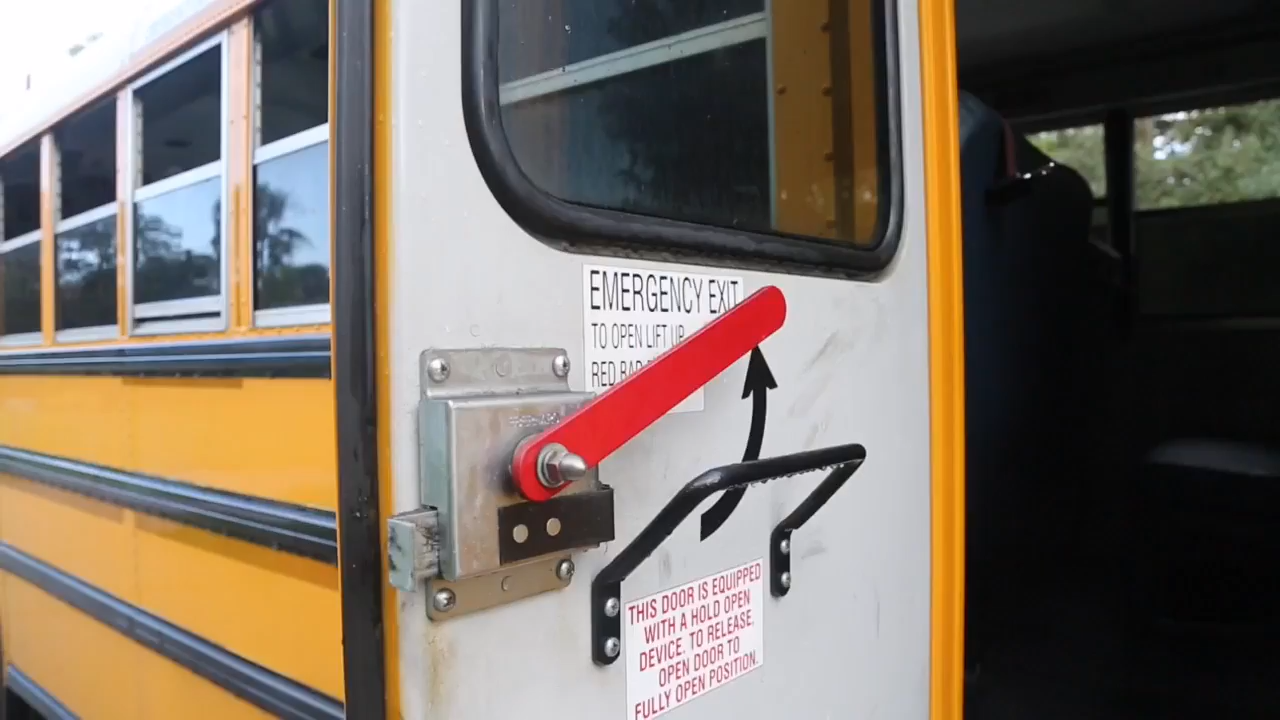 EMERGENCY EXIT
TO OPEN LIFT UP
RED BAR
THIS DOOR IS EQUIPPED
WITH A HOLD OPEN
DEVICE. TO RELEASE,
OPEN DOOR TO
FULLY OPEN POSITION.